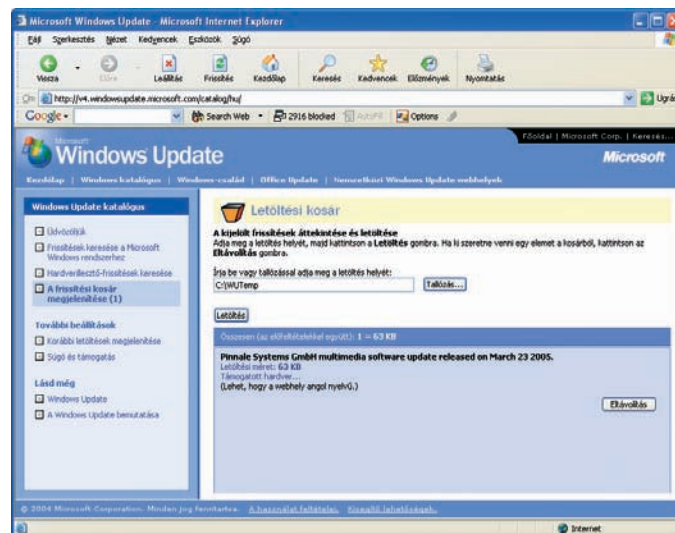 Microsoft Windows Update - Microsoft Internet Explorer
Fájl Szerkesztés Nézet Kedvencek Eszközök Súgó
Vissza Előre Leállítás Frissítés Kezdőlap Keresés Kedvencek Előzmények Nyomtatás
http://v4.windowsupdate.microsoft.com/catalog/hu/ Ugrás
Google Search Web 2916 blocked AutoFill Options
Főoldal | Microsoft Corp. | Keresés...
Microsoft
Windows Update
Microsoft
Kezdőlap | Windows katalógus | Windows-család | Office Update | Nemzetközi Windows Update webhelyek
Windows Update katalógus
Üdvözöljük
Frissítések keresése a Microsoft
Windows rendszerhez
Hardverillesztő-frissítések keresése
A frissítési kosár
megjelenítése (1)
További beállítások
Korábbi letöltések megjelenítése
Súgó és támogatás
Lásd még
Windows Update
A Windows Update bemutatása
Letöltési kosár
A kijelölt frissítések áttekintése és letöltése
Adja meg a letöltés helyét, majd kattintson a Letöltés gombra. Ha ki szeretne venni egy elemet a kosárból, kattintson az
Eltávolítás gombra.
Írja be vagy tallózással adja meg a letöltés helyét:
C:\WUTemp Tallózás...
Letöltés
Összesen (az előfeltételekkel együtt): 1 = 63 KB
Pinnale Systems GmbH multimedia software update released on March 23 2005.
Letöltési méret: 63 KB
Támogatott hardver...
(Lehet, hogy a webhely angol nyelvű.)
Eltávolítás
© 2004 Microsoft Corporation. Minden jog fenntartva. A használat feltételei. Kisegítő lehetőségek.
Internet